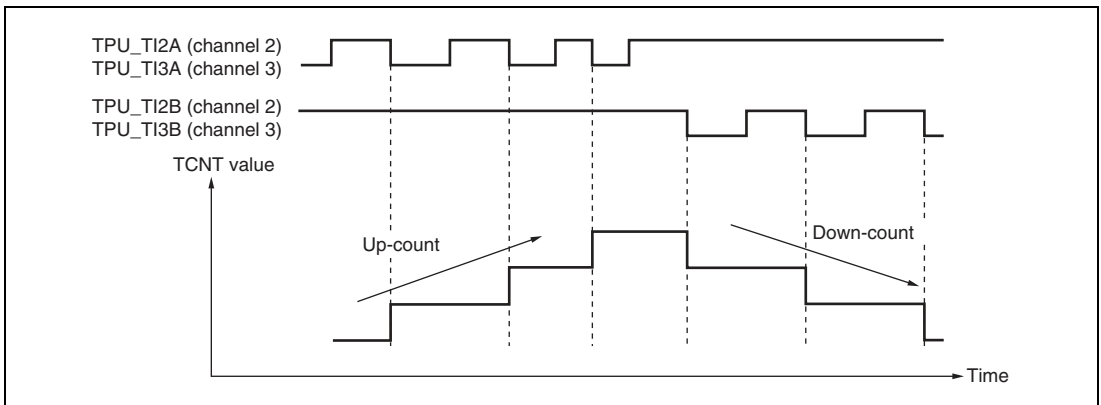 TPU_TI2A (channel 2)
TPU_TI3A (channel 3)
TPU_TI2B (channel 2)
TPU_TI3B (channel 3)
TCNT value
Up-count
Down-count
Time